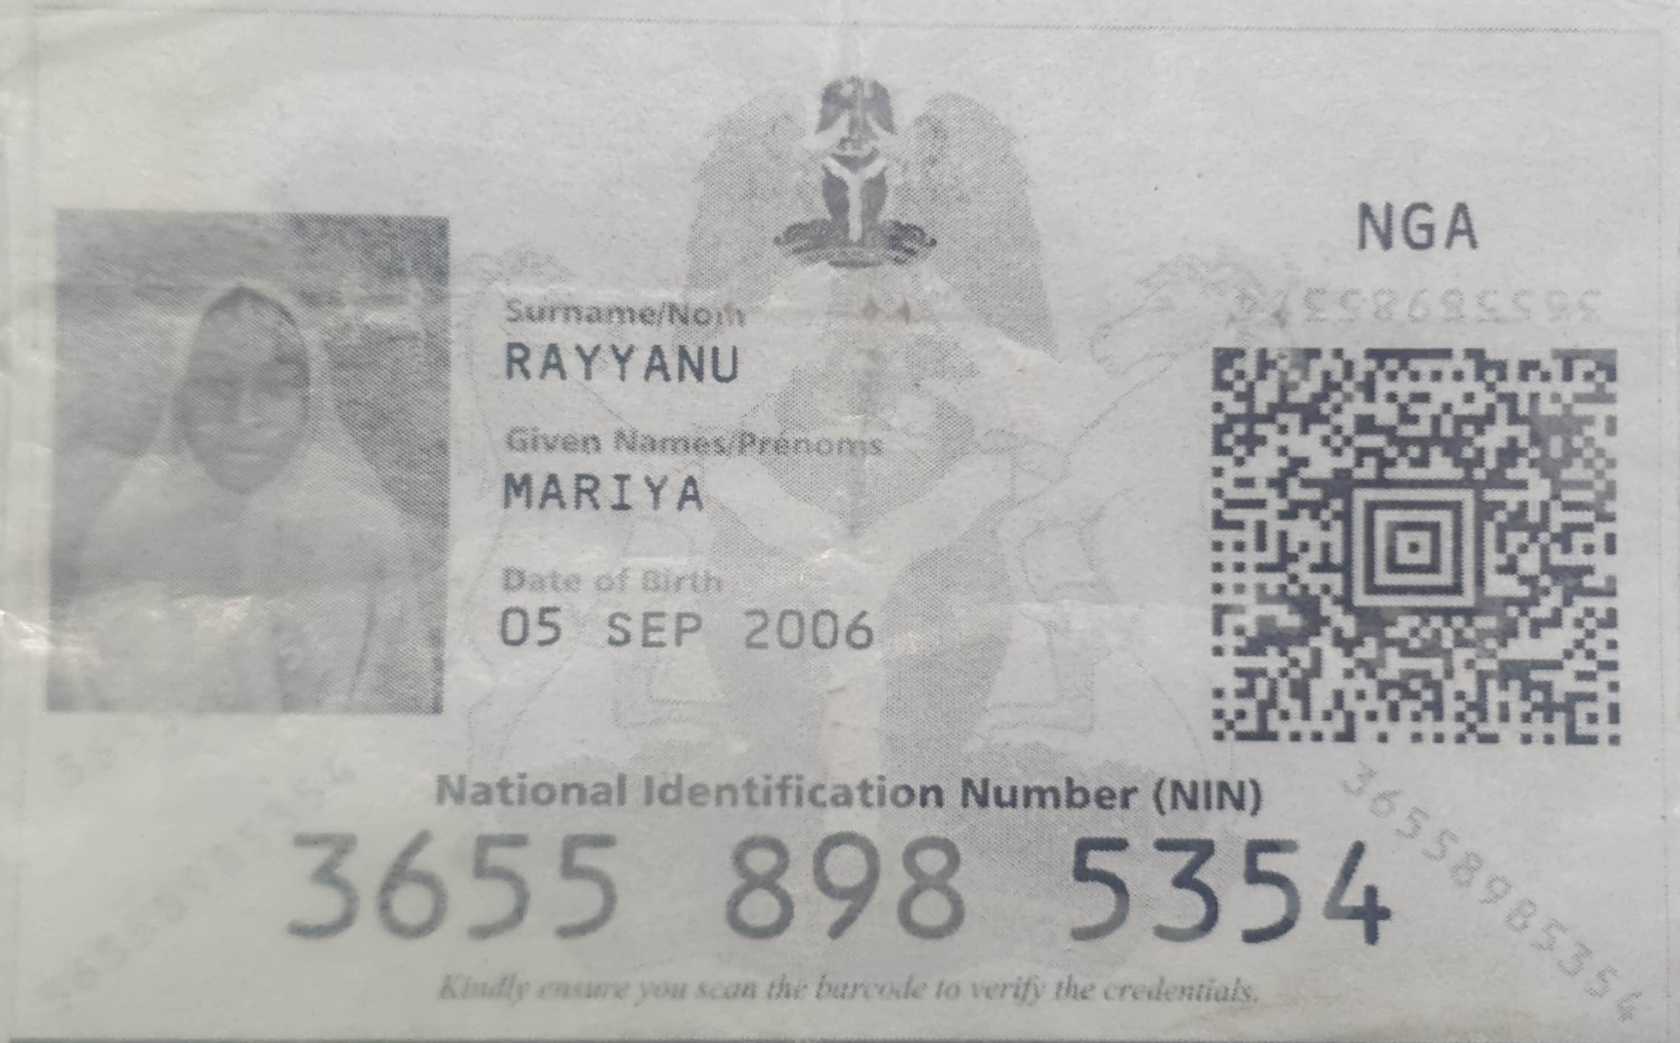 NGA
Surname/Nom
RAYYANU
Given Names/Prénoms
MARIYA
Date of Birth
05 SEP 2006
National Identification Number (NIN)
3655 898 5354
36558985354
Kindly ensure you scan the barcode to verify the credentials.